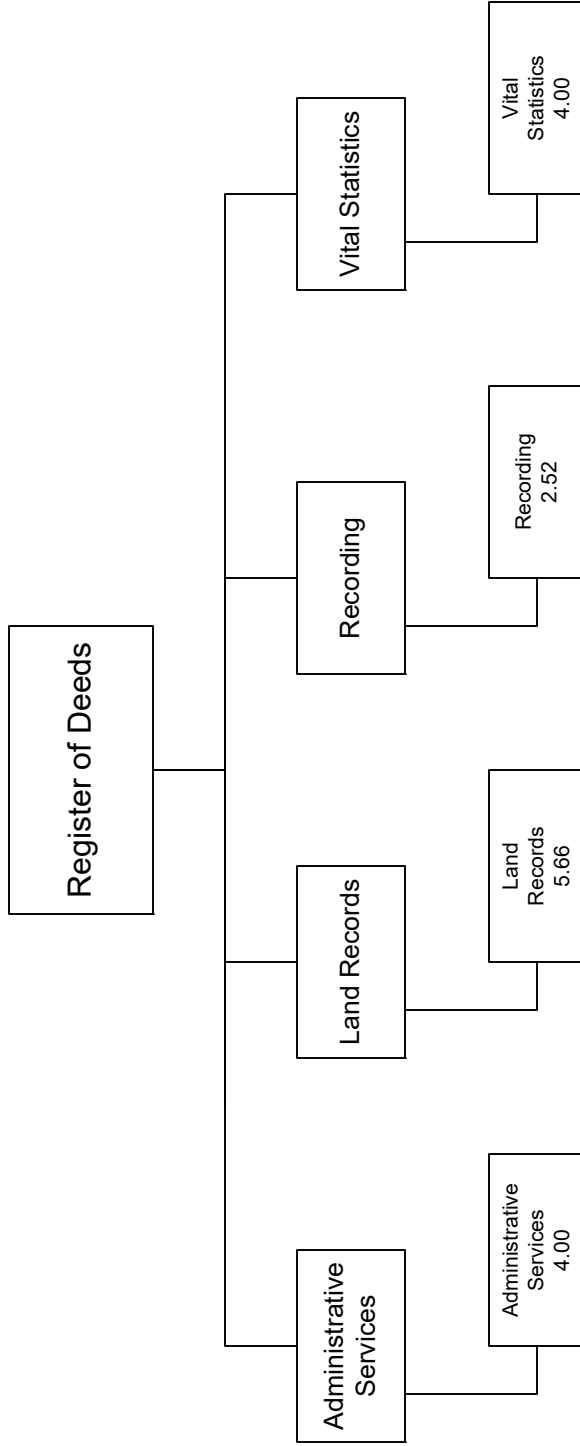 Register of Deeds
Administrative
Services
Land Records
Recording
Vital Statistics
Administrative
Services
4.00
Land
Records
5.66
Recording
2.52
Vital
Statistics
4.00